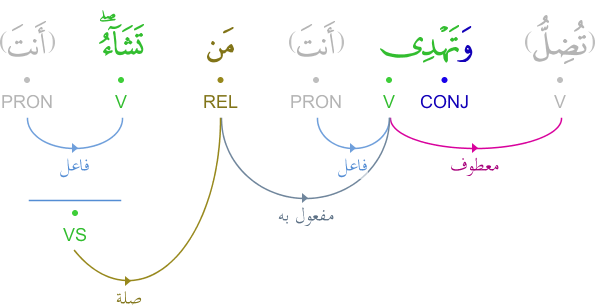 (تُضِلُّ) وَتَهْدِى (أَنتَ) مَن تَشَآءُ ۖ (أَنتَ)
V CONJ V PRON REL V PRON
معطوف فاعل فاعل
مفعول به
VS
صلة